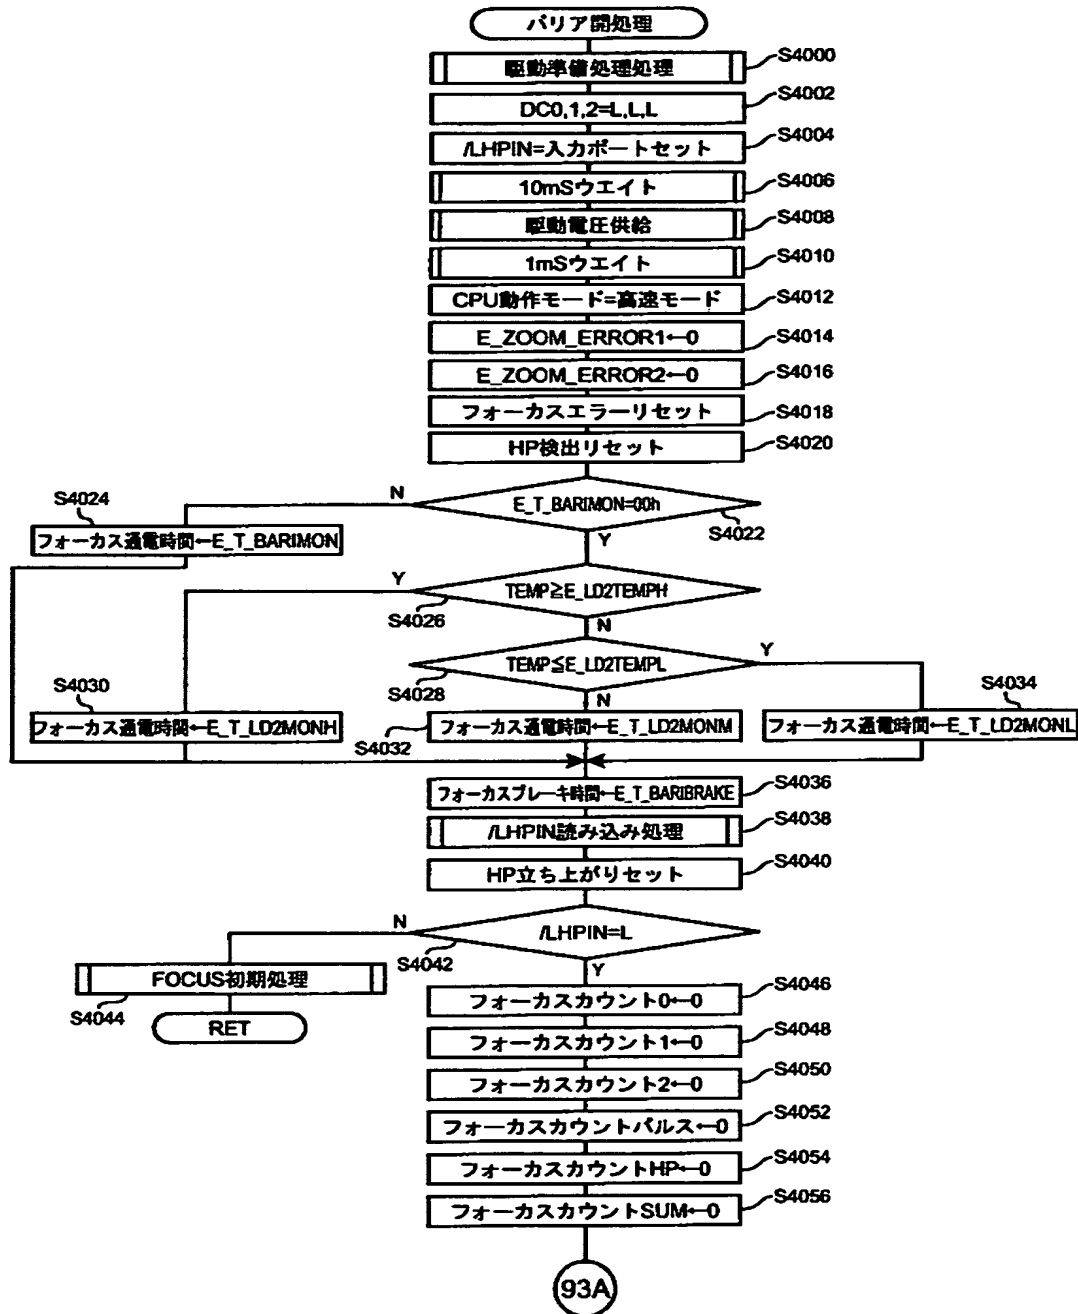 バリア開処理
駆動準備処理処理
S4000
DC0,1,2=L,L,L
S4002
/LHPIN=入力ポートセット
S4004
10mSウエイト
S4006
駆動電圧供給
S4008
1mSウエイト
S4010
CPU動作モード=高速モード
S4012
E_ZOOM_ERROR1←0
S4014
E_ZOOM_ERROR2←0
S4016
フォーカスエラーリセット
S4018
HP検出リセット
S4020
E_T_BARIMON=00h
S4022
N
Y
S4024
フォーカス通電時間←E_T_BARIMON
TEMP≧E_LD2TEMPH
S4026
Y
N
TEMP≦E_LD2TEMPL
S4028
Y
N
S4030
フォーカス通電時間←E_T_LD2MONH
S4032
フォーカス通電時間←E_T_LD2MONM
S4034
フォーカス通電時間←E_T_LD2MONL
フォーカスブレーキ時間←E_T_BARIBRAKE
S4036
/LHPIN読み込み処理
S4038
HP立ち上がりセット
S4040
/LHPIN=L
S4042
N
Y
FOCUS初期処理
S4044
RET
フォーカスカウント0←0
S4046
フォーカスカウント1←0
S4048
フォーカスカウント2←0
S4050
フォーカスカウントパルス←0
S4052
フォーカスカウントHP←0
S4054
フォーカスカウントSUM←0
S4056
93A